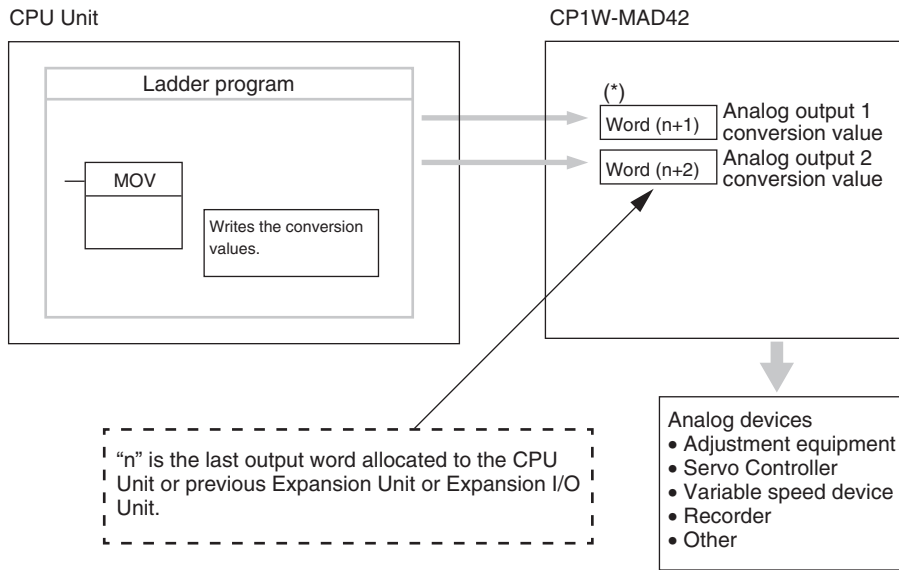 CPU Unit
CP1W-MAD42
Ladder program
MOV
Writes the conversion
values.
(*)
Word (n+1)
Analog output 1
conversion value
Word (n+2)
Analog output 2
conversion value
“n” is the last output word allocated to the CPU
Unit or previous Expansion Unit or Expansion I/O
Unit.
Analog devices
• Adjustment equipment
• Servo Controller
• Variable speed device
• Recorder
• Other